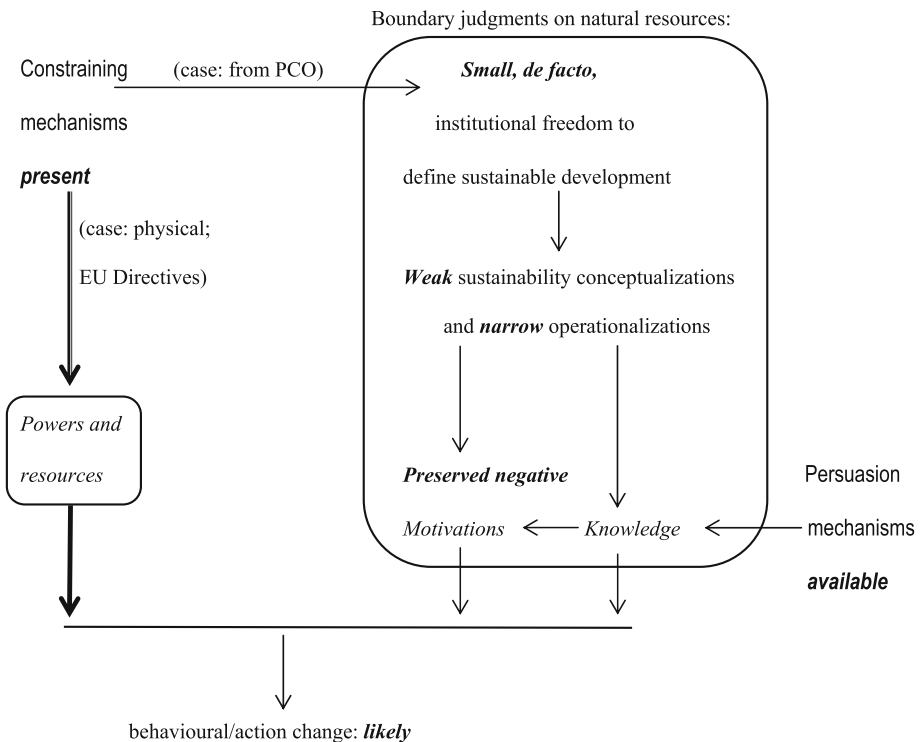 Boundary judgments on natural resources:
Constraining
(case: from PCO)
Small, de facto,
mechanisms
institutional freedom to
present
define sustainable development
(case: physical;
EU Directives)
Weak sustainability conceptualizations
and narrow operationalizations
Powers and
resources
Preserved negative
Persuasion
Motivations
Knowledge
mechanisms
available
behavioural/action change: likely